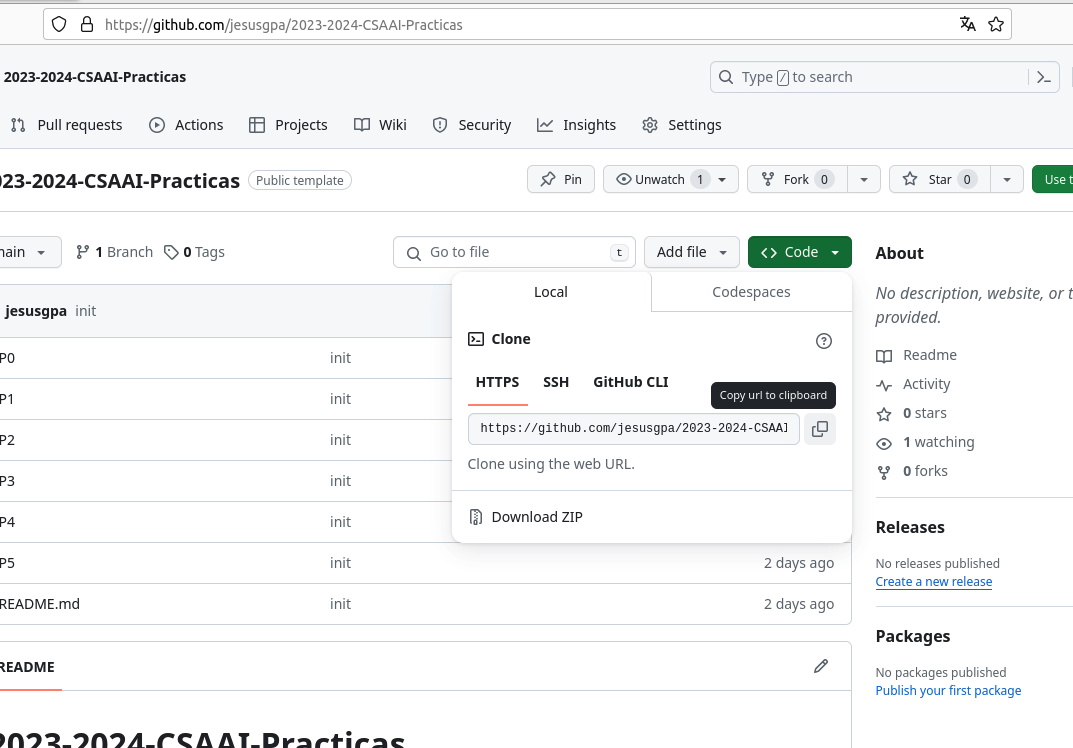 https://github.com/jesusgpa/2023-2024-CSAAI-Practicas
2023-2024-CSAAI-Practicas
Type / to search
Pull requests Actions Projects Wiki Security Insights Settings
023-2024-CSAAI-Practicas Public template
Pin Unwatch 1 Fork 0 Star 0 Use t
main 1 Branch 0 Tags Go to file t Add file Code
About
No description, website, or t
provided.
Readme
Activity
0 stars
1 watching
0 forks
Releases
No releases published
Create a new release
Packages
No packages published
Publish your first package
Local Codespaces
Clone
HTTPS SSH GitHub CLI
Copy url to clipboard
https://github.com/jesusgpa/2023-2024-CSAAI
Clone using the web URL.
Download ZIP
jesusgpa init
P0 init
P1 init
P2 init
P3 init
P4 init
P5 init 2 days ago
README.md init 2 days ago
README
2023-2024-CSAAI-Practicas